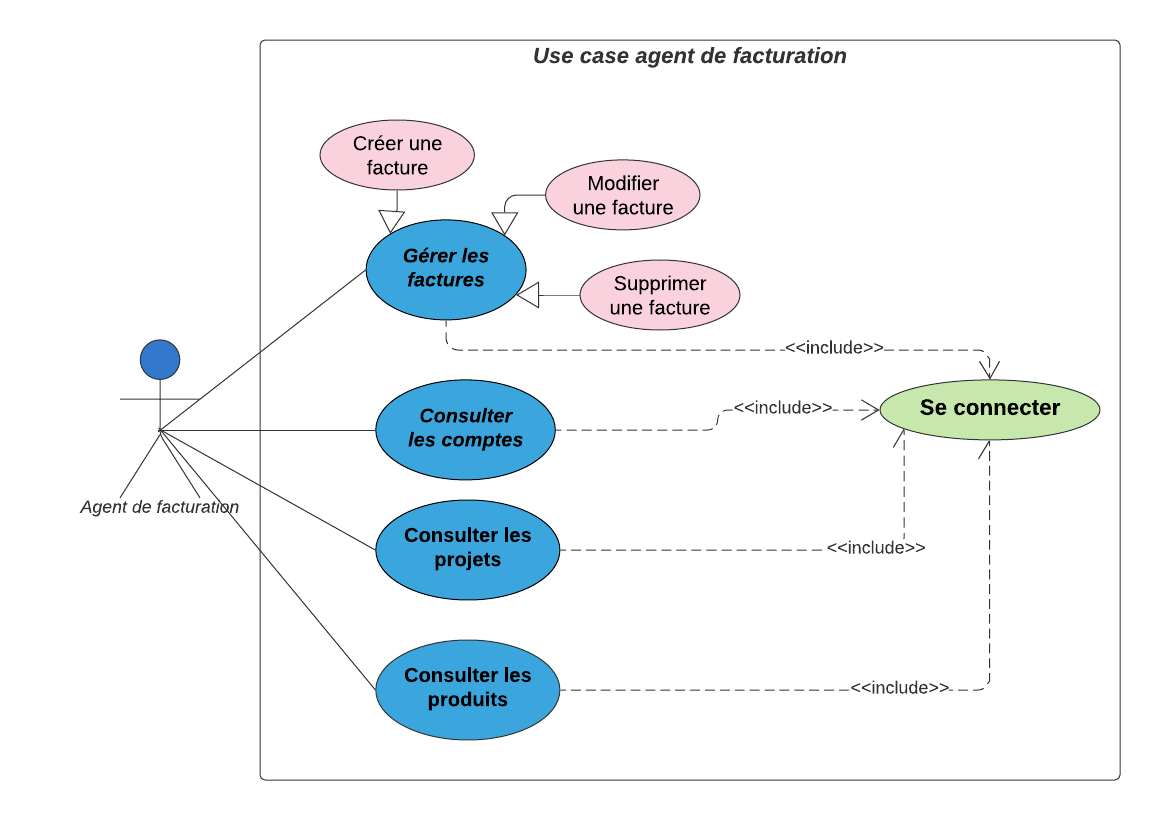 Use case agent de facturation
Créer une
facture
Modifier
une facture
Gérer les
factures
Supprimer
une facture
<<include>>
Consulter
les comptes
<<include>>
Se connecter
Agent de facturation
Consulter les
projets
<<include>>
Consulter les
produits
<<include>>